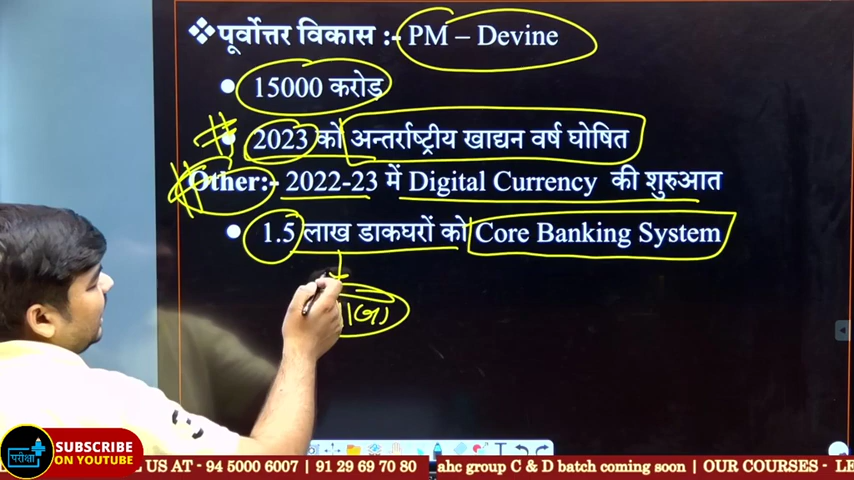 ❖पूर्वोत्तर विकास :- PM – Devine
• 15000 करोड़
• 2023 को अन्तर्राष्ट्रीय खाद्यन वर्ष घोषित
Other:- 2022-23 में Digital Currency की शुरुआत
• 1.5 लाख डाकघरों को Core Banking System
परीक्षा
SUBSCRIBE
ON YOUTUBE
US AT - 94 5000 6007 | 91 29 69 70 80 ahc group C & D batch coming soon | OUR COURSES - LE